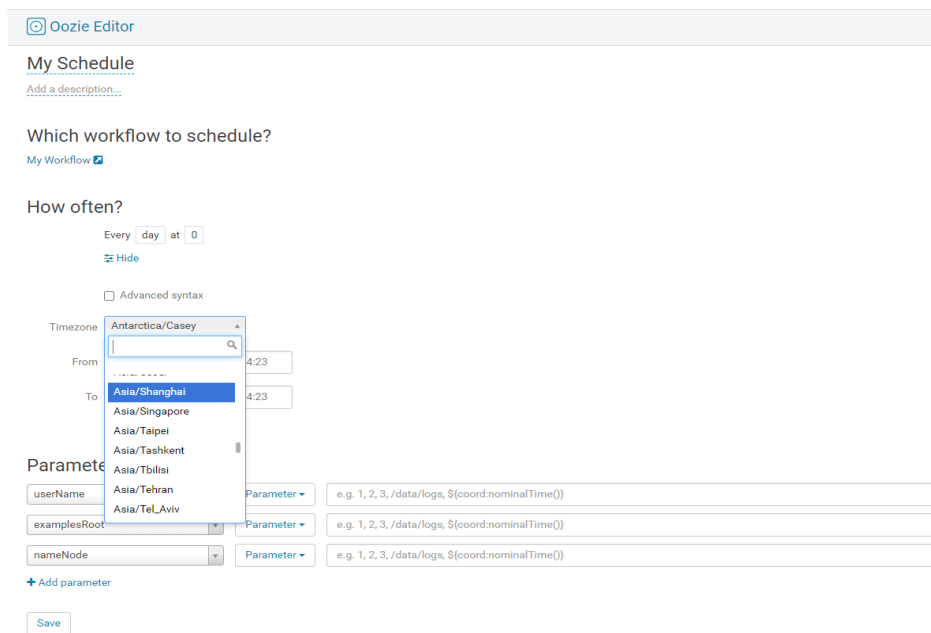 Oozie Editor
My Schedule
Add a description...
Which workflow to schedule?
My Workflow
How often?
Every day at 0
Hide
Advanced syntax
Timezone Antarctica/Casey
From 4:23
Asia/Shanghai
To 4:23
Asia/Singapore
Asia/Taipei
Asia/Tashkent
Asia/Tbilisi
Asia/Tehran
Asia/Tel_Aviv
Paramete
userName Parameter e.g. 1, 2, 3, /data/logs, ${coord:nominalTime()}
examplesRoot Parameter e.g. 1, 2, 3, /data/logs, ${coord:nominalTime()}
nameNode Parameter e.g. 1, 2, 3, /data/logs, ${coord:nominalTime()}
Add parameter
Save